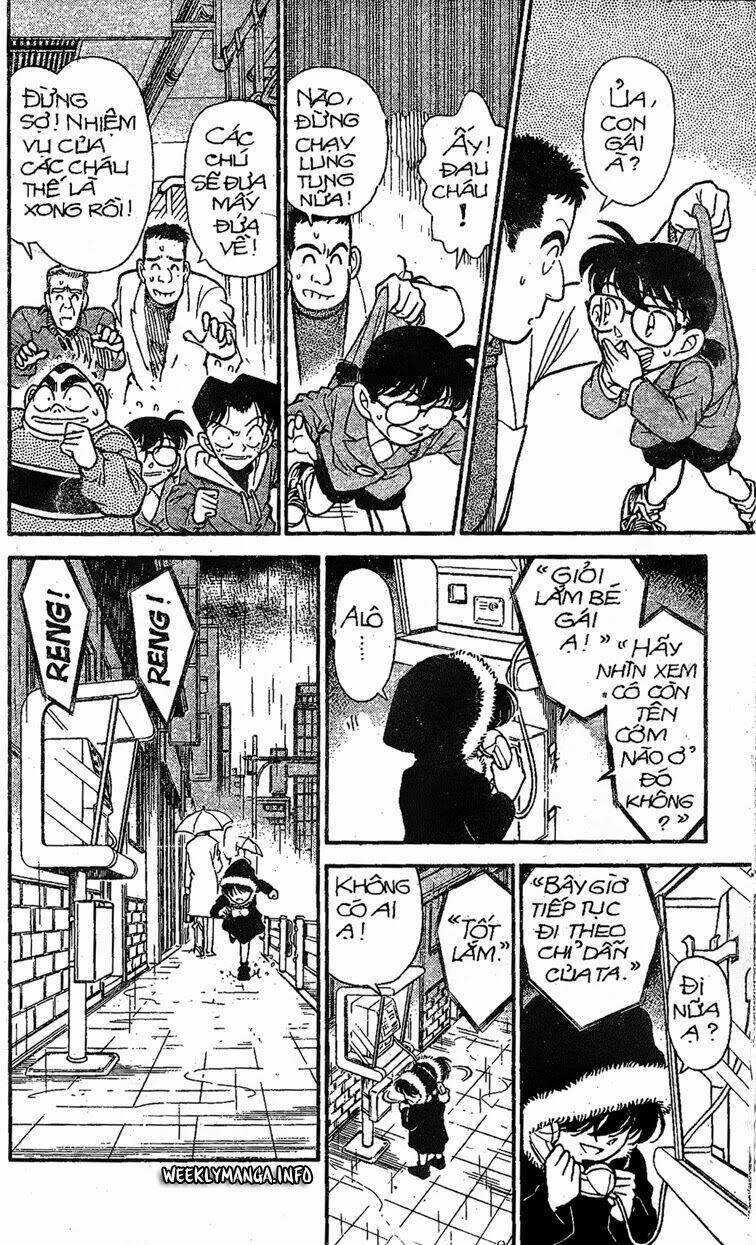 ỦA,
CON
GÁI
À?
ẤY!
ĐAU
CHÁU
!
NÀO,
ĐỪNG
CHAY
LUNG
TUNG
NỮA!
CÁC
CHÚ
SẼ ĐƯA
MẤY
ĐỨA
VỀ!
ĐỪNG
SỢ! NHIỆM
VỤ CỦA
CÁC CHÁU
THẾ LÀ
XONG RỒI!
RENG!
RENG!
ALÔ
.....
"GIỎI
LẮM BÉ
GÁI
Ạ!"
"HÃY
NHÌN XEM
CÓ CÒN
TÊN
CỚM
NÀO Ở
ĐÓ
KHÔNG
?"
KHÔNG
CÓ AI
Ạ!
"TỐT
LẮM."
"BÂY GIỜ
TIẾP TỤC
ĐI THEO
CHỈ DẪN
CỦA TA."
ĐI
NỮA
Ạ?
WEEKLYMANGA.INFO